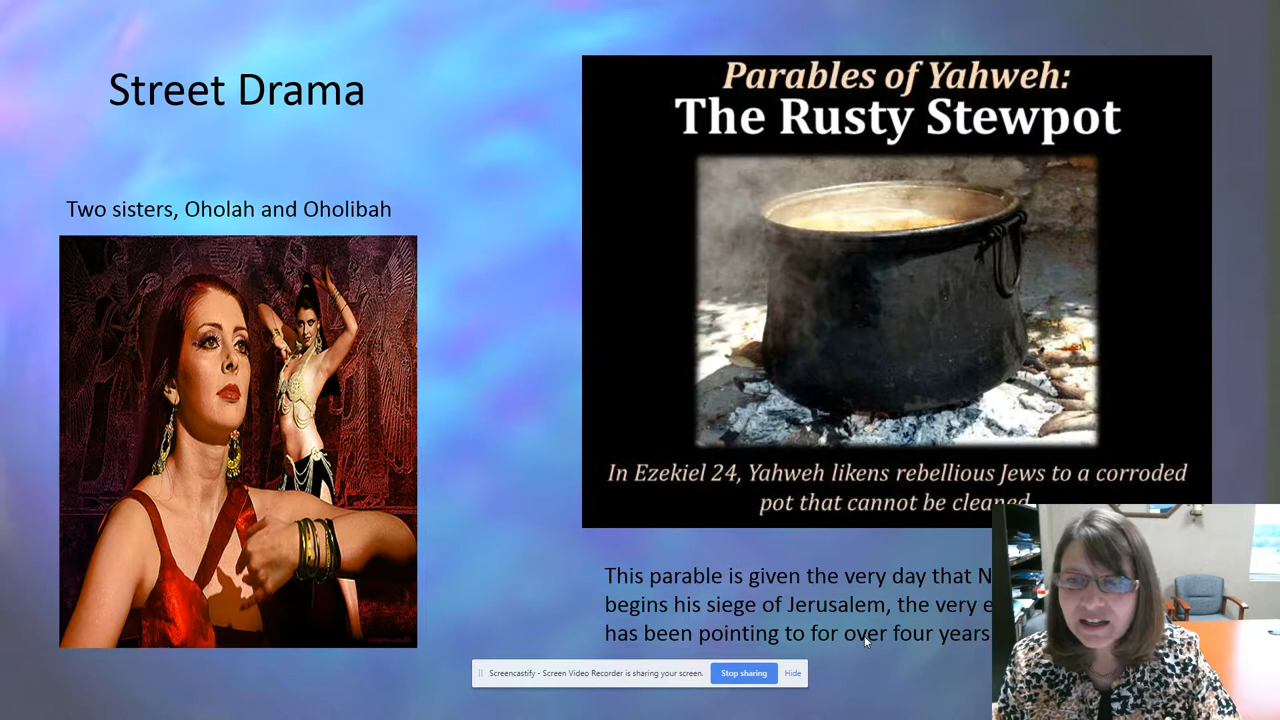 Street Drama
Two sisters, Oholah and Oholibah
Parables of Yahweh:
The Rusty Stewpot
In Ezekiel 24, Yahweh likens rebellious Jews to a corroded
pot that cannot be cleaned
This parable is given the very day that N
begins his siege of Jerusalem, the very e
has been pointing to for over four years
Screencastify - Screen Video Recorder is sharing your screen.
Stop sharing
Hide